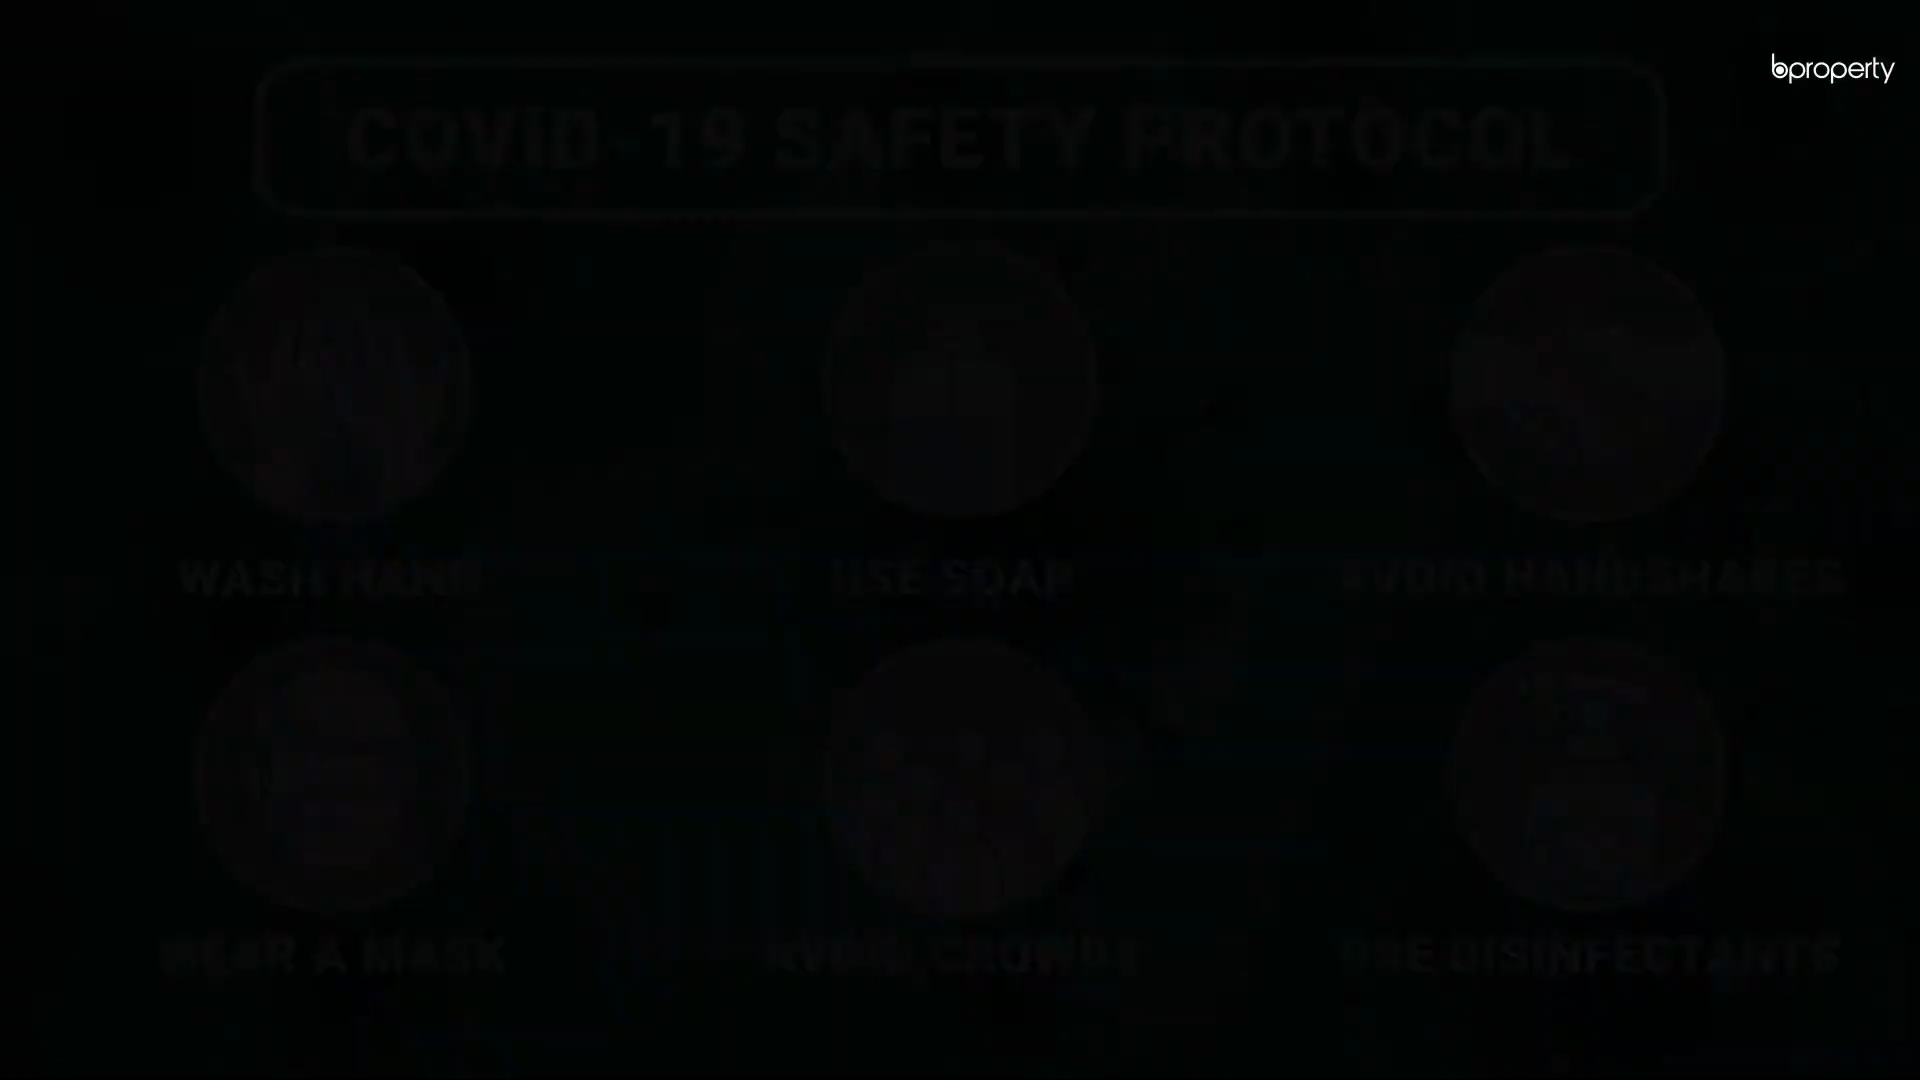 bproperty
COVID-19 SAFETY PROTOCOL
WASH HAND
USE SOAP
AVOID HANDSHAKES
WEAR A MASK
AVOID CROWDS
USE DISINFECTANTS